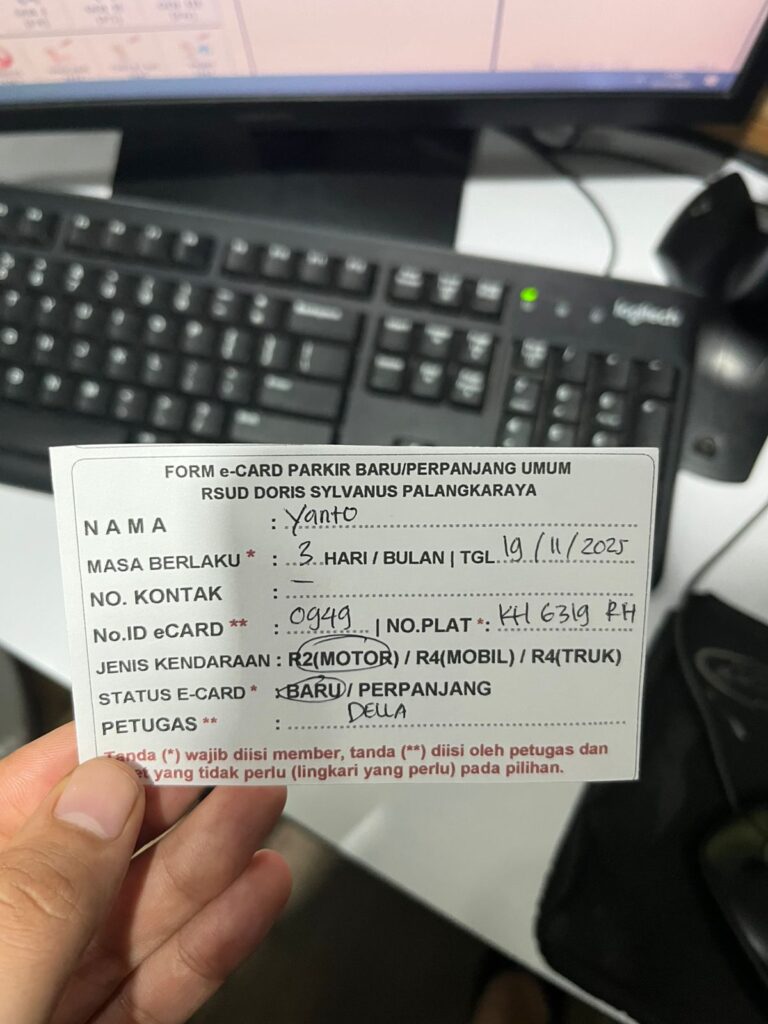 logitech
FORM e-CARD PARKIR BARU/PERPANJANG UMUM
RSUD DORIS SYLVANUS PALANGKARAYA
NAMA : Yanto
MASA BERLAKU * : 3 HARI / BULAN | TGL 19/11/2025
NO. KONTAK : —
No.ID eCARD ** : 0949 | NO.PLAT *: KH 6319 RH
JENIS KENDARAAN : R2(MOTOR) / R4(MOBIL) / R4(TRUK)
STATUS E-CARD * : BARU / PERPANJANG
PETUGAS ** : DELLA
Tanda (*) wajib diisi member, tanda (**) diisi oleh petugas dan
yang tidak perlu (lingkari yang perlu) pada pilihan.